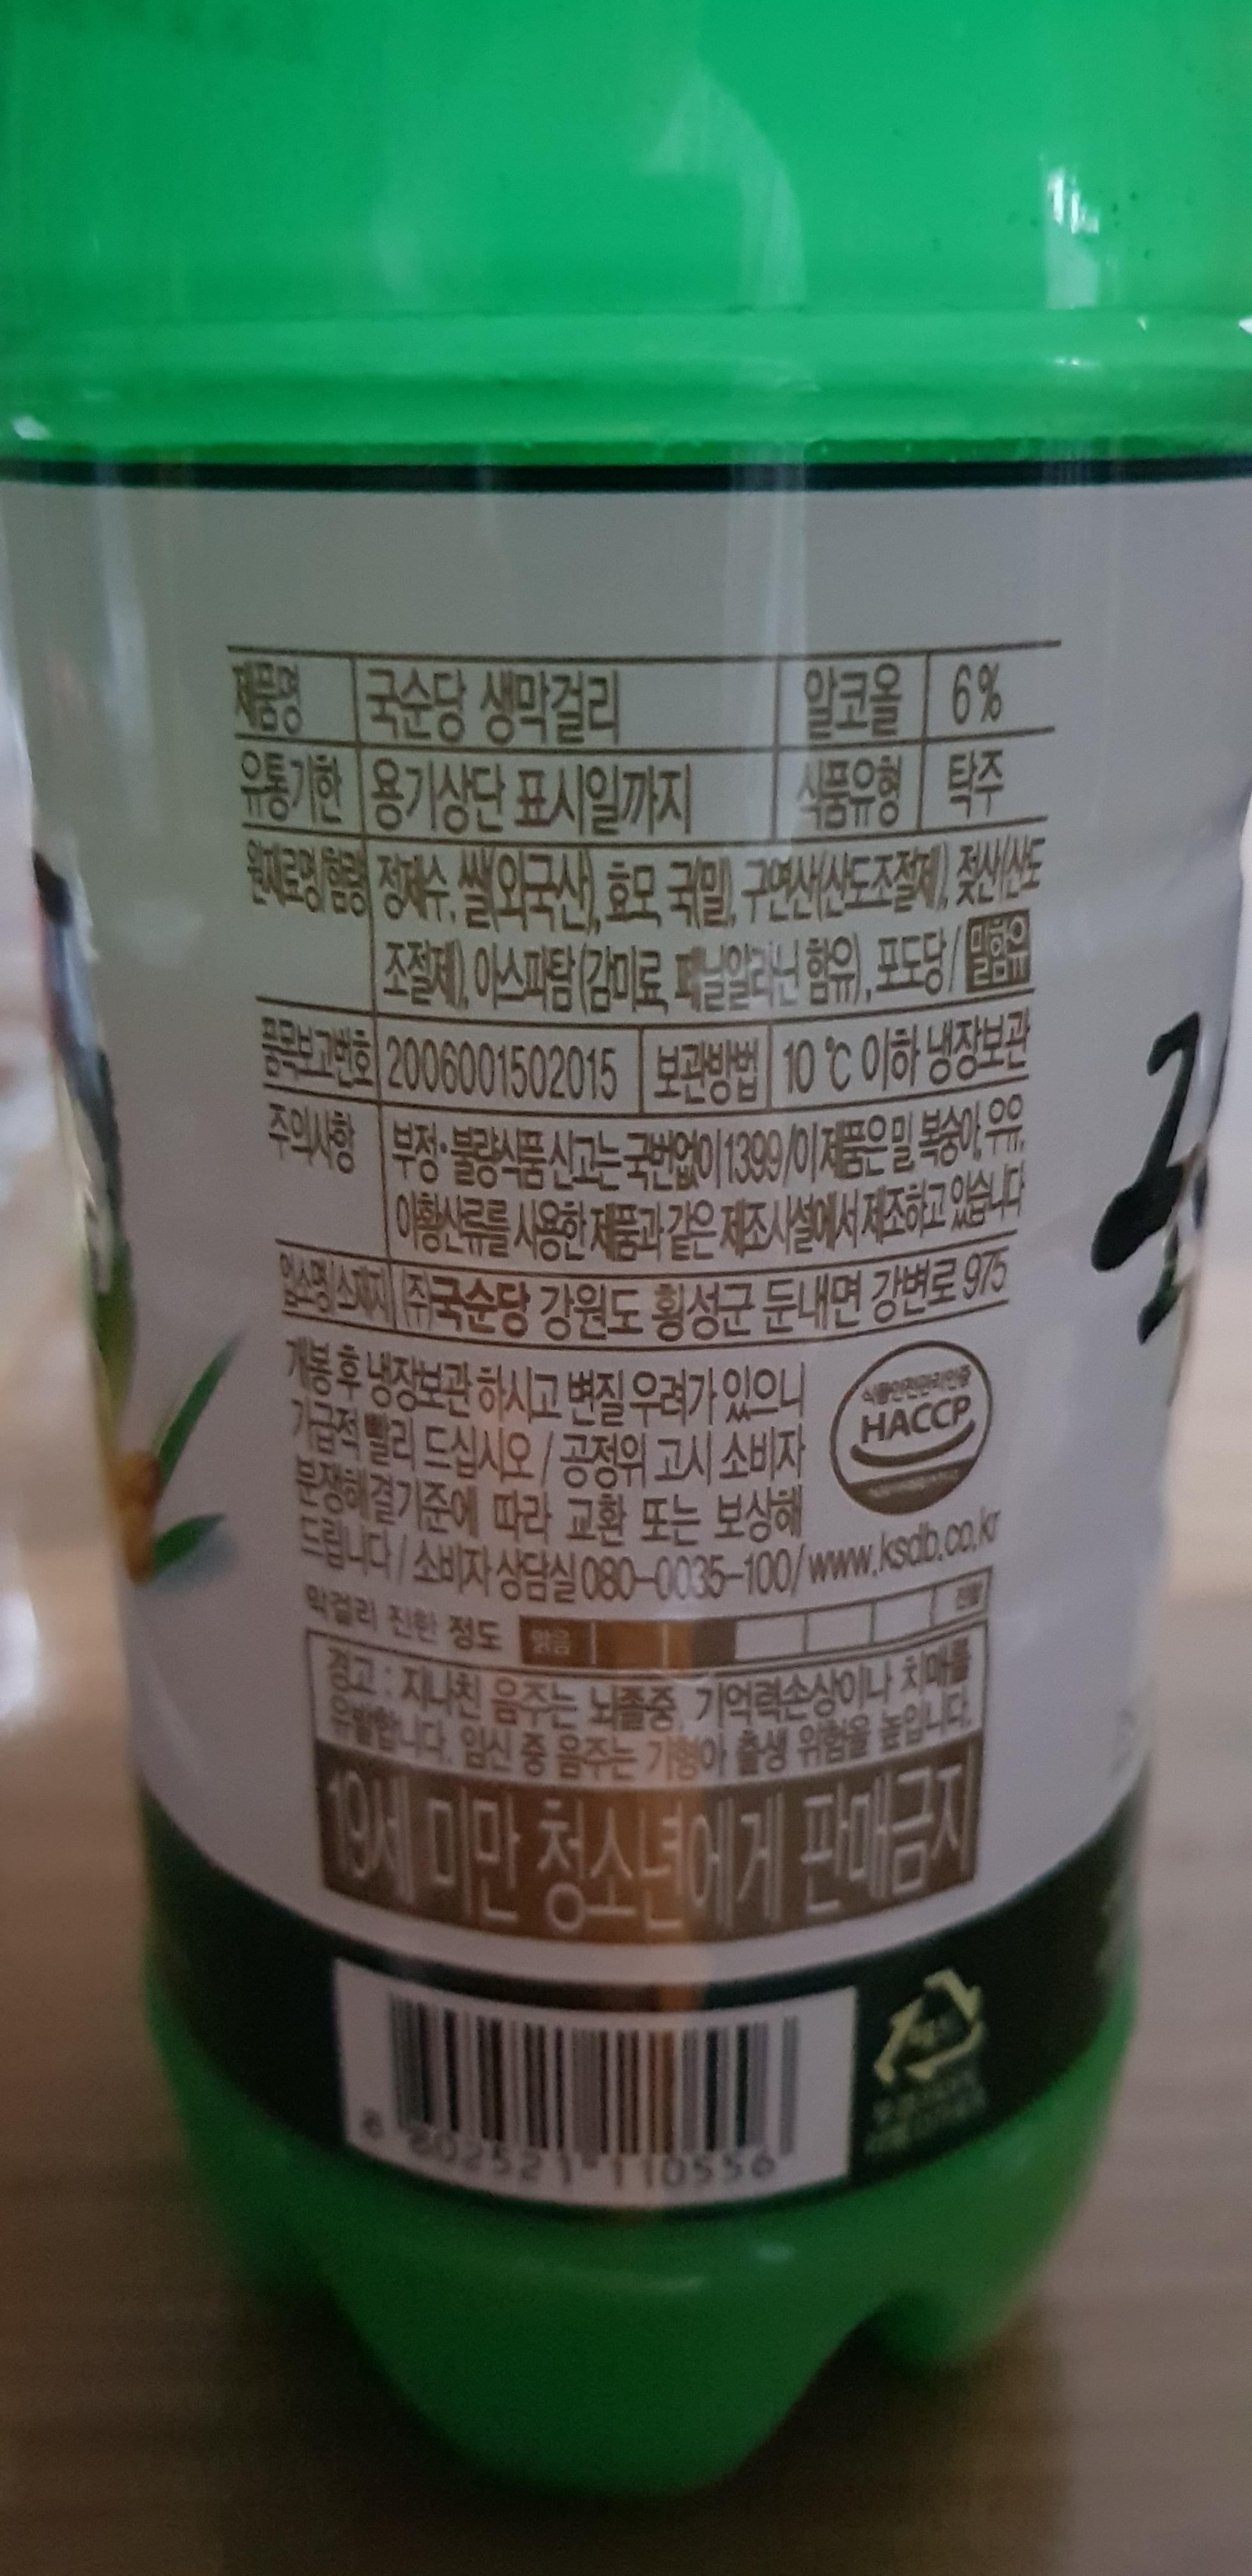 제품명 국순당 생막걸리 알코올 6%
유통기한 용기상단 표시일까지 식품유형 탁주
원재료명/함량 정제수, 쌀(외국산), 효모, 국(밀), 구연산(산도조절제), 젖산(산도
조절제), 아스파탐(감미료, 페닐알라닌 함유), 포도당/밀함유
품목보고번호 2006001502015 보관방법 10℃ 이하 냉장보관
주의사항 부정·불량식품 신고는 국번없이 1399/이 제품은 밀, 복숭아, 우유,
이황산류를 사용한 제품과 같은 제조시설에서 제조하고 있습니다
업소명/소재지 (주)국순당 강원도 횡성군 둔내면 강변로 975
개봉 후 냉장보관 하시고 변질 우려가 있으니
가급적 빨리 드십시오 / 공정위 고시 소비자
분쟁해결기준에 따라 교환 또는 보상해
드립니다 / 소비자 상담실 080-0035-100/ www.ksdb.co.kr
식품안전관리인증
HACCP
막걸리 진한 정도 맑음 진함
경고 : 지나친 음주는 뇌졸중, 기억력손상이나 치매를
유발합니다. 임신 중 음주는 기형아 출생 위험을 높입니다.
19세 미만 청소년에게 판매금지
8 802521 110556